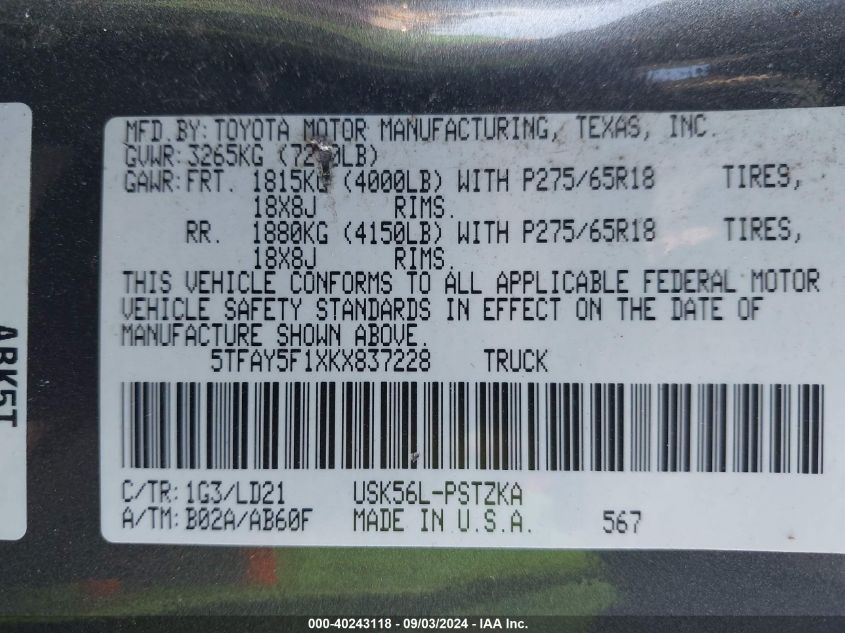 MFD.BY:TOYOTA MOTOR MANUFACTURING, TEXAS, INC.
GVWR:3265KG
GAWR:FRT. 1815KG (4000LB) WITH P275/65R18 TIRES,
18X8J RIMS.
RR. 1880KG (4150LB) WITH P275/65R18 TIRES,
18X8J RIMS.
THIS VEHICLE CONFORMS TO ALL APPLICABLE FEDERAL MOTOR
VEHICLE SAFETY STANDARDS IN EFFECT ON THE DATE OF
MANUFACTURE SHOWN ABOVE.
5TFAY5F1XKX837228 TRUCK
C/TR:1G3/LD21 USK56L-PSTZKA
A/TM:B02A/AB60F MADE IN U.S.A. 567
000-40243118 - 09/03/2024 - IAA Inc.